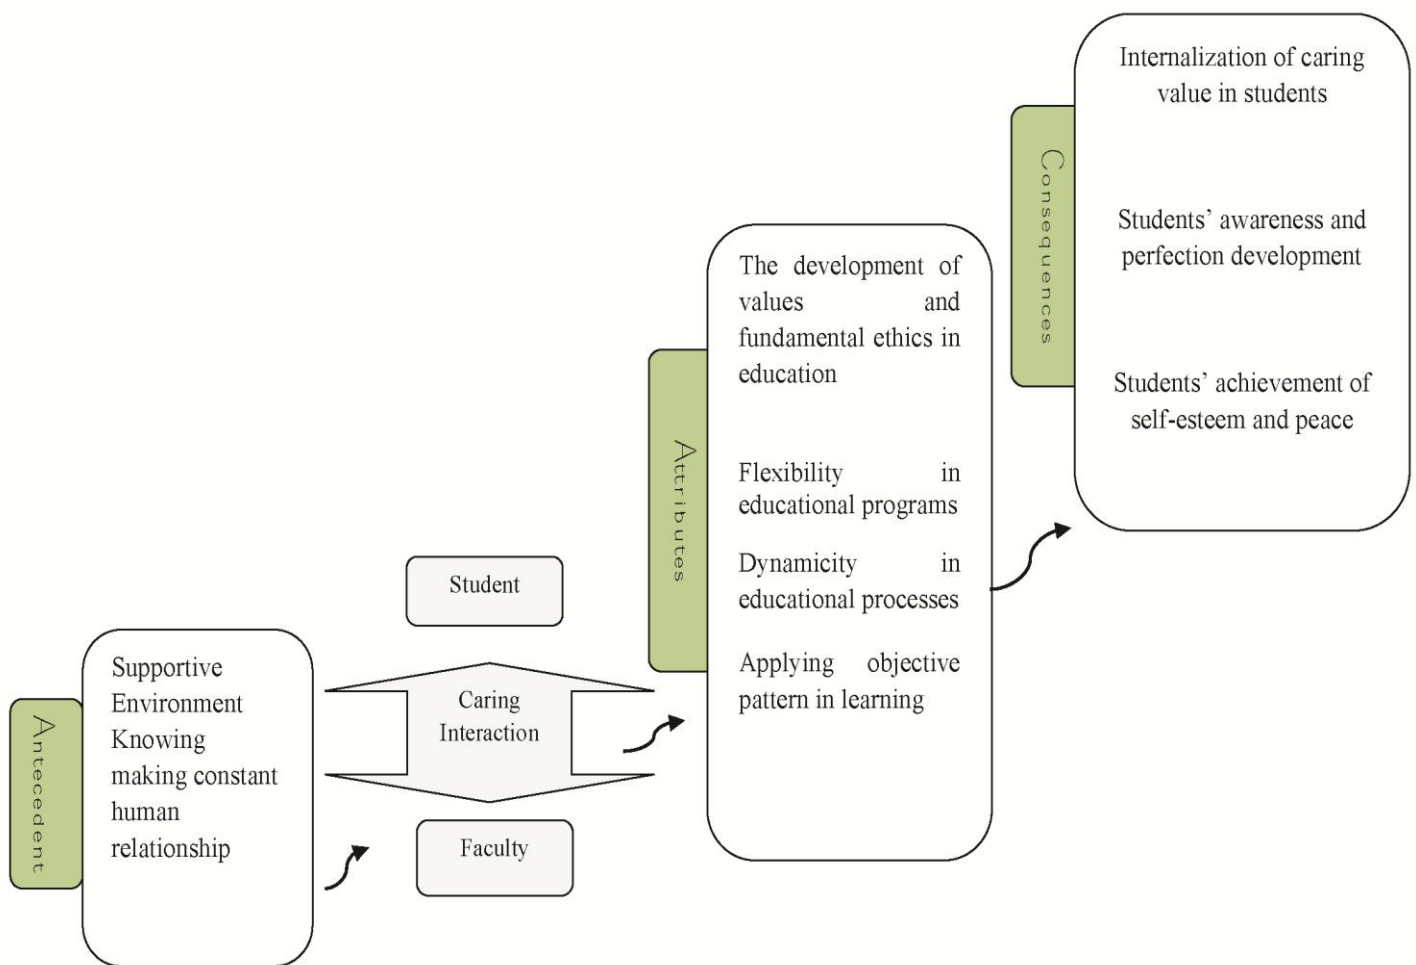 Antecedent
Supportive
Environment
Knowing
making constant
human
relationship
Student
Caring
Interaction
Faculty
Attributes
The development of
values and
fundamental ethics in
education
Flexibility in
educational programs
Dynamicity in
educational processes
Applying objective
pattern in learning
Consequences
Internalization of caring
value in students
Students’ awareness and
perfection development
Students’ achievement of
self-esteem and peace